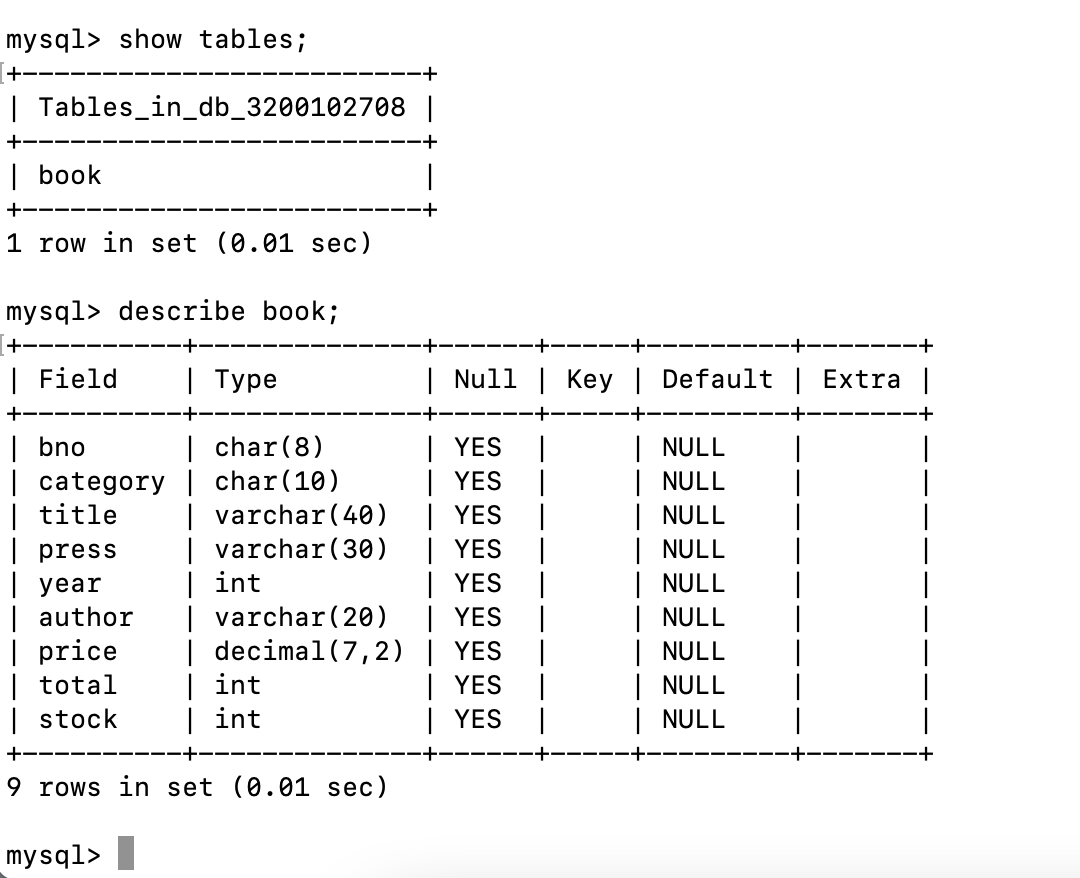 mysql> show tables;
+-------------------------+
| Tables_in_db_3200102708 |
+-------------------------+
| book                    |
+-------------------------+
1 row in set (0.01 sec)
mysql> describe book;
+----------+--------------+------+-----+---------+-------+
| Field    | Type         | Null | Key | Default | Extra |
+----------+--------------+------+-----+---------+-------+
| bno      | char(8)      | YES  |     | NULL    |       |
| category | char(10)     | YES  |     | NULL    |       |
| title    | varchar(40)  | YES  |     | NULL    |       |
| press    | varchar(30)  | YES  |     | NULL    |       |
| year     | int          | YES  |     | NULL    |       |
| author   | varchar(20)  | YES  |     | NULL    |       |
| price    | decimal(7,2) | YES  |     | NULL    |       |
| total    | int          | YES  |     | NULL    |       |
| stock    | int          | YES  |     | NULL    |       |
+----------+--------------+------+-----+---------+-------+
9 rows in set (0.01 sec)
mysql>